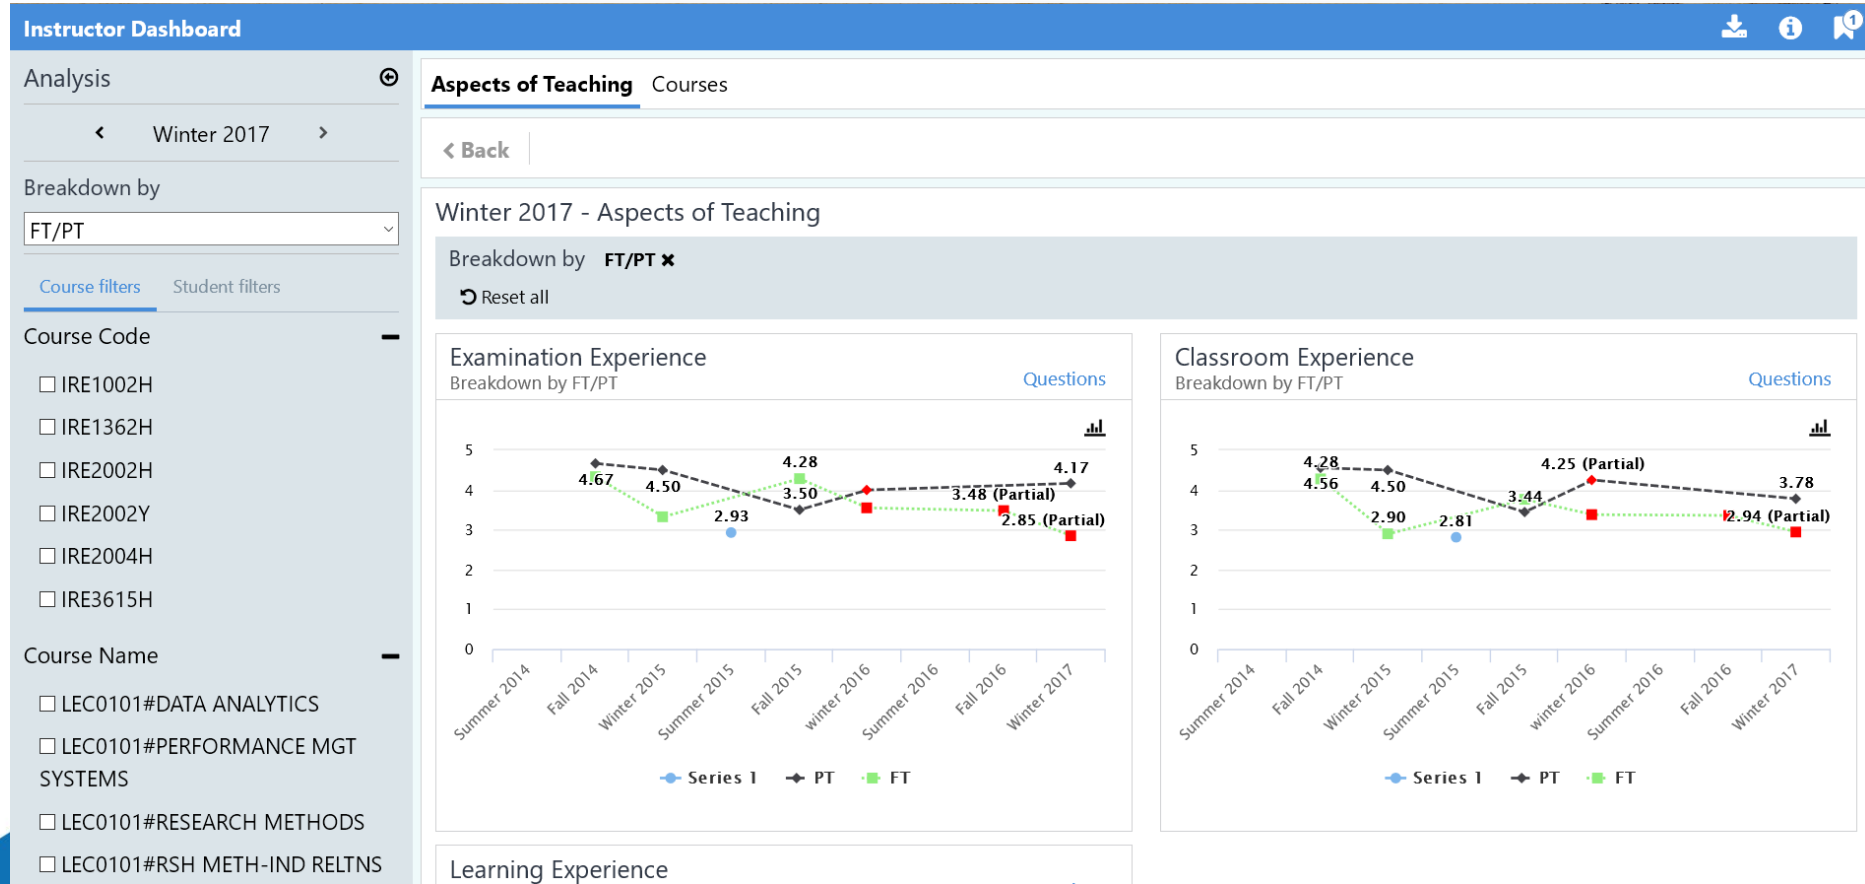 Instructor Dashboard
1
Analysis
Winter 2017
Breakdown by
FT/PT
Course filters Student filters
Course Code
IRE1002H
IRE1362H
IRE2002H
IRE2002Y
IRE2004H
IRE3615H
Course Name
LEC0101#DATA ANALYTICS
LEC0101#PERFORMANCE MGT
SYSTEMS
LEC0101#RESEARCH METHODS
LEC0101#RSH METH-IND RELTNS
Aspects of Teaching Courses
Back
Winter 2017 - Aspects of Teaching
Breakdown by FT/PT
Reset all
Examination Experience
Breakdown by FT/PT
Questions
5
4
3
2
1
0
4.67
4.50
2.93
4.28
3.50
3.48 (Partial)
4.17
2.85 (Partial)
Summer 2014
Fall 2014
Winter 2015
Summer 2015
Fall 2015
winter 2016
Summer 2016
Fall 2016
Winter 2017
Series 1 PT FT
Classroom Experience
Breakdown by FT/PT
Questions
5
4
3
2
1
0
4.28
4.56
4.50
2.90
2.81
3.44
4.25 (Partial)
3.78
2.94 (Partial)
Summer 2014
Fall 2014
Winter 2015
Summer 2015
Fall 2015
winter 2016
Summer 2016
Fall 2016
Winter 2017
Series 1 PT FT
Learning Experience